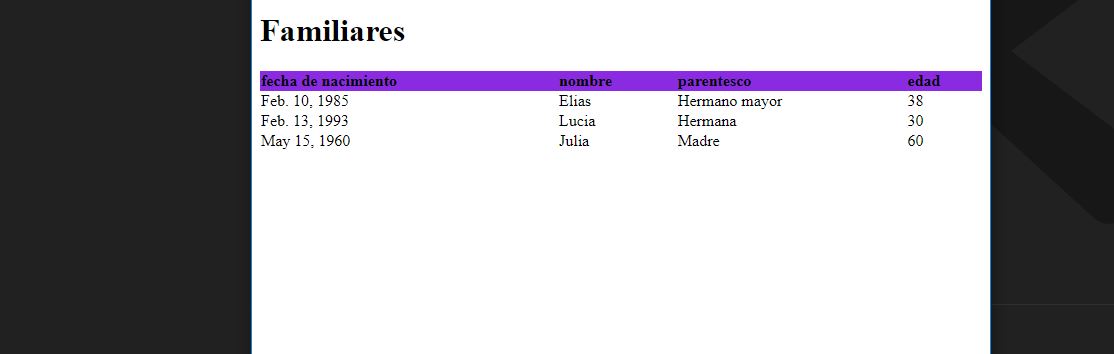 Familiares
fecha de nacimiento nombre parentesco edad
Feb. 10, 1985 Elias Hermano mayor 38
Feb. 13, 1993 Lucia Hermana 30
May 15, 1960 Julia Madre 60